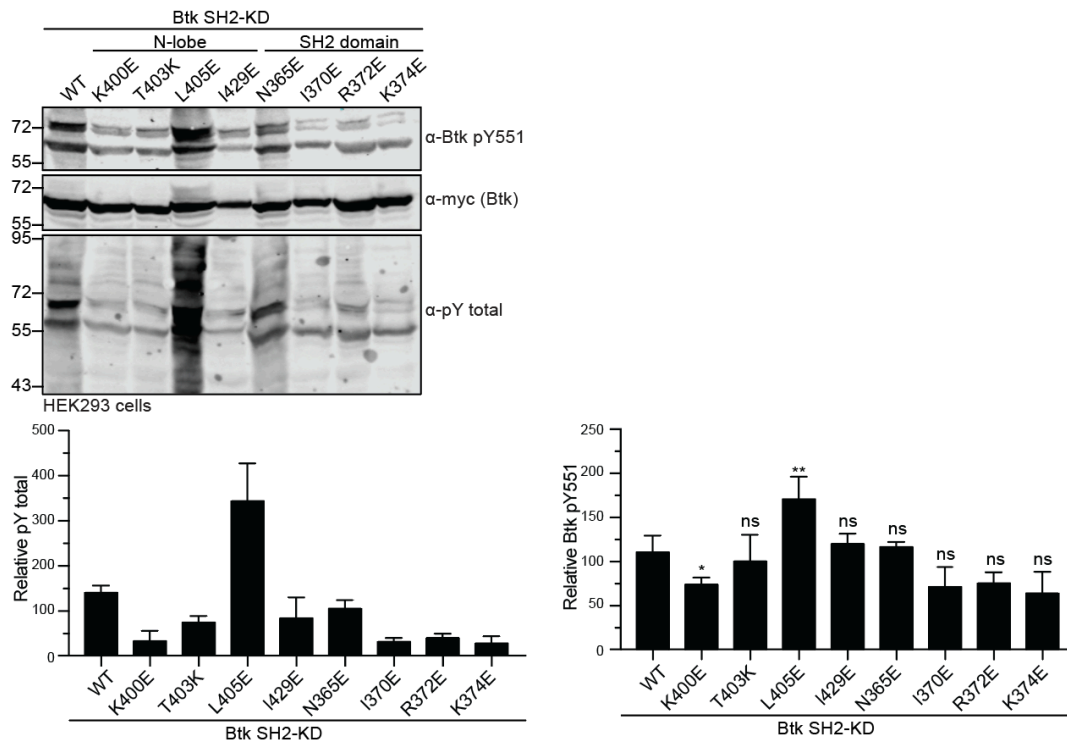 Btk SH2-KD
N-lobe SH2 domain
WT K400E T403K L405E I429E N365E I370E R372E K374E
72
55
α-Btk pY551
72
55
α-myc (Btk)
95
72
55
43
α-pY total
HEK293 cells
Relative pY total
500
400
300
200
100
0
WT K400E T403K L405E I429E N365E I370E R372E K374E
Btk SH2-KD
Relative Btk pY551
250
200
150
100
50
0
* ns ** ns ns ns ns ns
WT K400E T403K L405E I429E N365E I370E R372E K374E
Btk SH2-KD